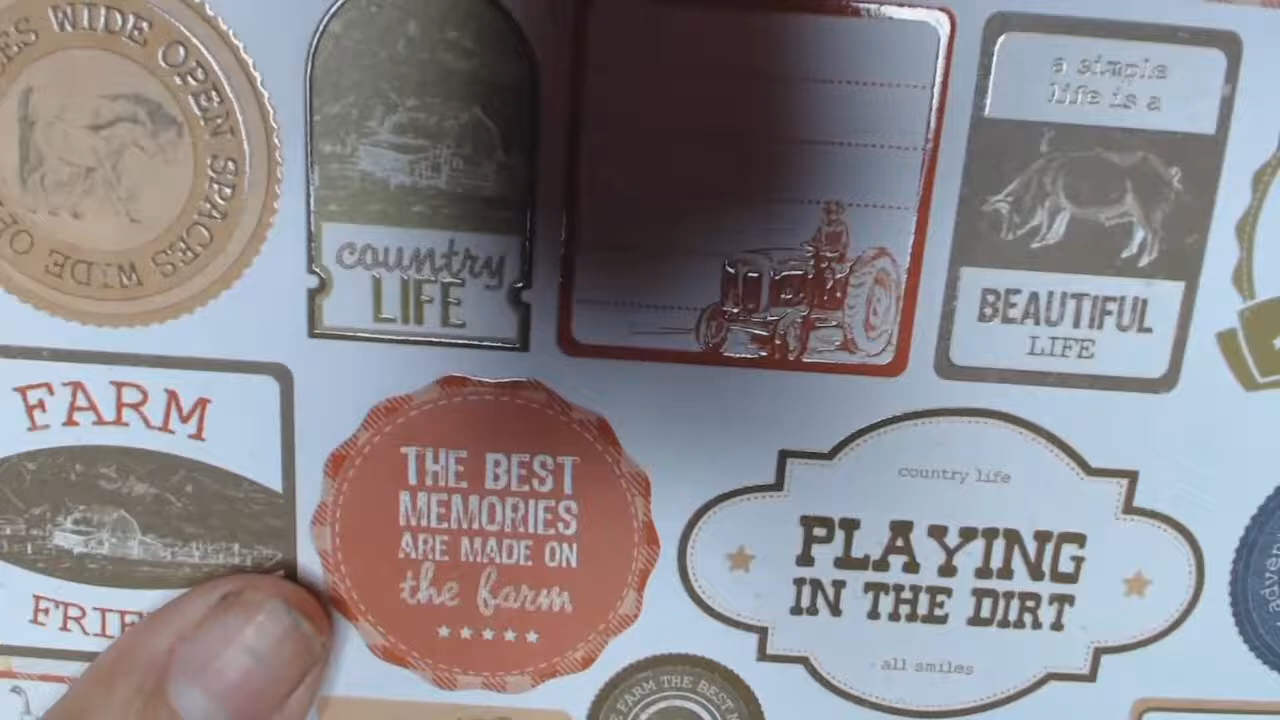 WIDE OPEN SPACES WIDE
country
LIFE
a simple
life is a
BEAUTIFUL
LIFE
FARM
THE BEST
MEMORIES
ARE MADE ON
the farm
country life
PLAYING
IN THE DIRT
all smiles
FARM THE BEST